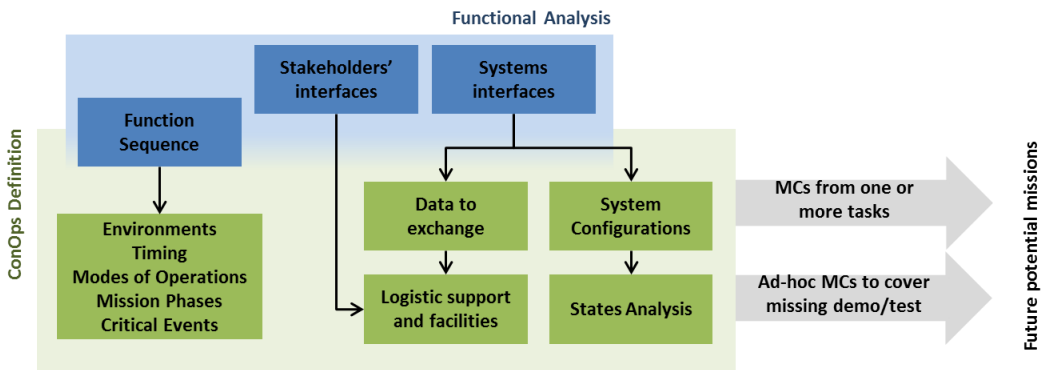 Functional Analysis
Stakeholders'
interfaces
Systems
interfaces
Function
Sequence
ConOps Definition
Environments
Timing
Modes of Operations
Mission Phases
Critical Events
Data to
exchange
System
Configurations
Logistic support
and facilities
States Analysis
MCs from one or
more tasks
Ad-hoc MCs to cover
missing demo/test
Future potential missions